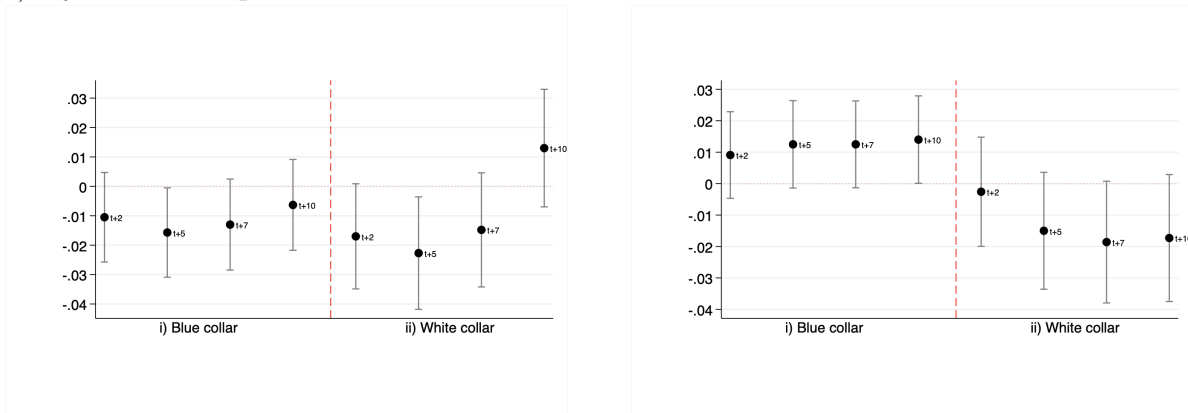 .03
.02
.01
0
-.01
-.02
-.03
-.04
t+2
t+5
t+7
t+10
t+2
t+5
t+7
t+10
i) Blue collar
ii) White collar
.03
.02
.01
0
-.01
-.02
-.03
-.04
t+2
t+5
t+7
t+10
t+2
t+5
t+7
i) Blue collar
ii) White collar